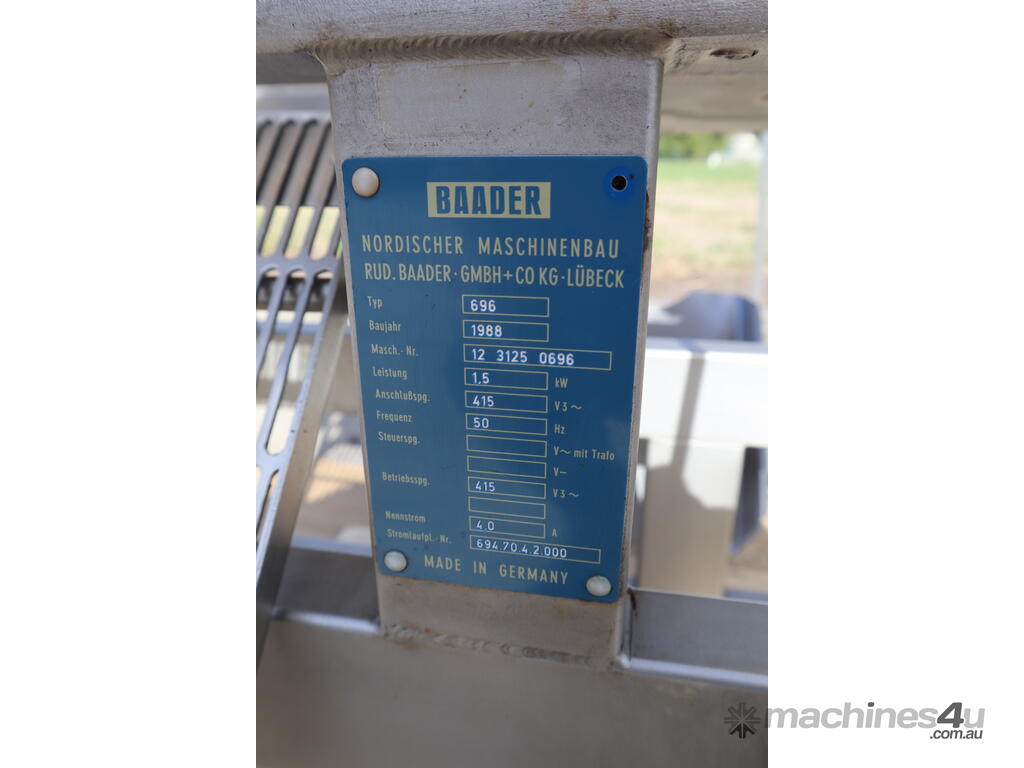 BAADER
NORDISCHER MASCHINENBAU
RUD. BAADER · GMBH + CO KG · LÜBECK
Typ 696
Baujahr 1988
Masch.-Nr. 12 3125 0696
Leistung 1,5 kW
Anschlußspg. 415 V 3 ~
Frequenz 50 Hz
Steuerspg. V ~ mit Trafo
V -
Betriebsspg. 415 V 3 ~
Nennstrom 4.0 A
Stromlaufpl.-Nr. 694.70.4.2.000
MADE IN GERMANY
machines4u
.com.au